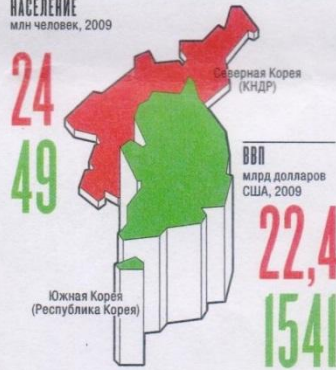 НАСЕЛЕНИЕ
млн человек, 2009
24
49
Северная Корея
(КНДР)
ВВП
млрд долларов
США, 2009
22,4
1541
Южная Корея
(Республика Корея)